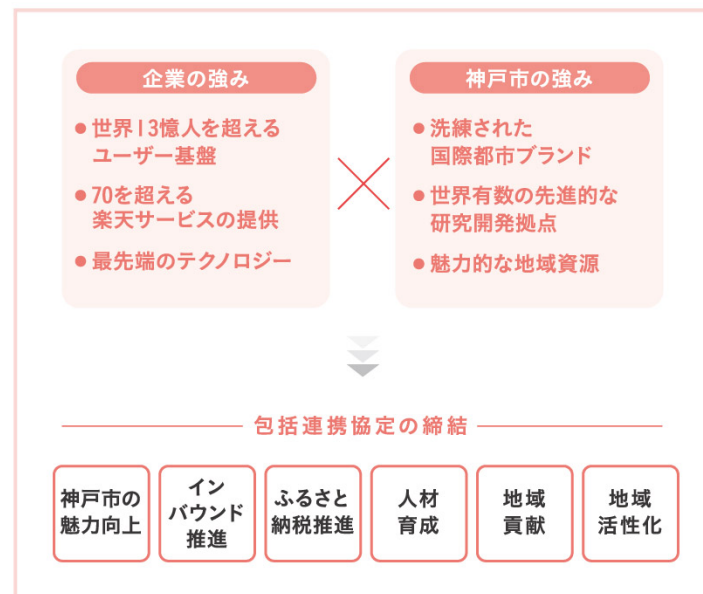 企業の強み
●世界13億人を超える
ユーザー基盤
●70を超える
楽天サービスの提供
●最先端のテクノロジー
神戸市の強み
●洗練された
国際都市ブランド
●世界有数の先進的な
研究開発拠点
●魅力的な地域資源
包括連携協定の締結
神戸市の
魅力向上
イン
バウンド
推進
ふるさと
納税推進
人材
育成
地域
貢献
地域
活性化